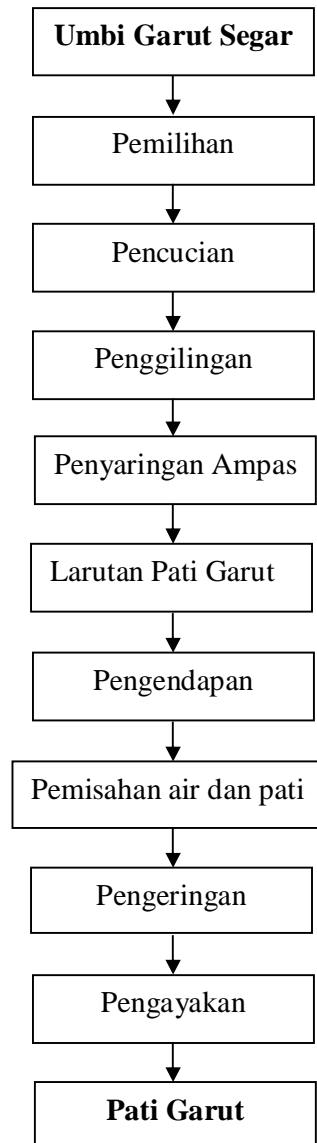 Umbi Garut Segar
Pemilihan
Pencucian
Penggilingan
Penyaringan Ampas
Larutan Pati Garut
Pengendapan
Pemisahan air dan pati
Pengeringan
Pengayakan
Pati Garut